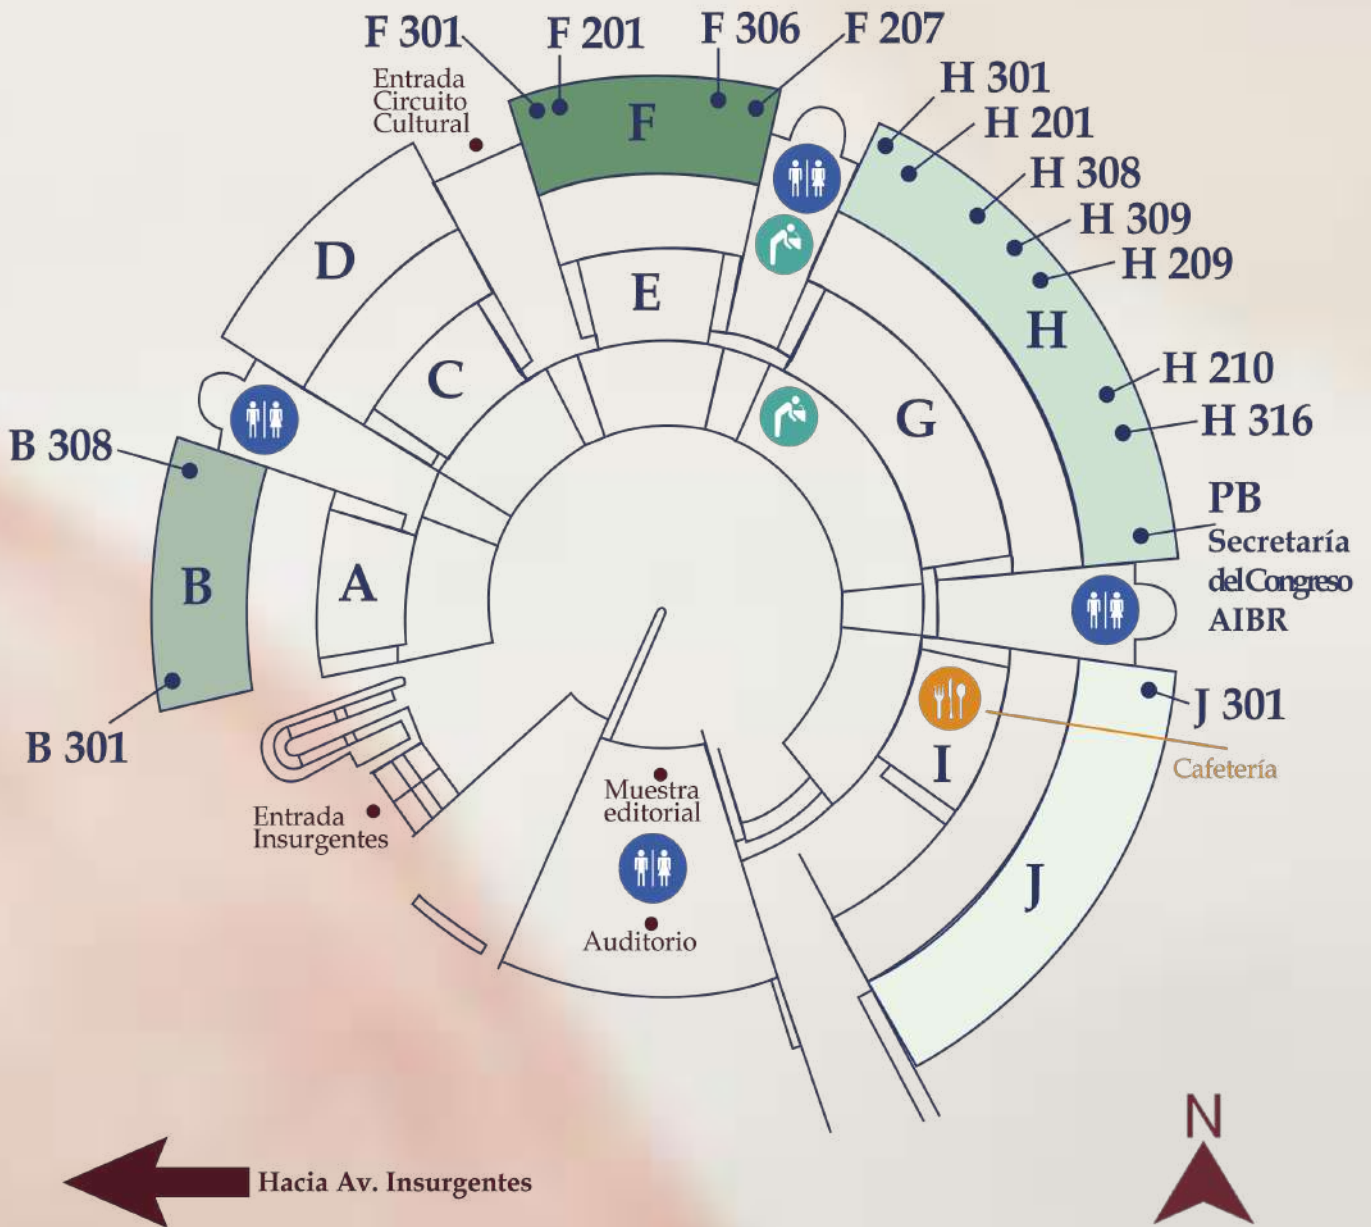 F 301
F 201
F 306
F 207
Entrada
Circuito
Cultural
H 301
H 201
H 308
H 309
H 209
F
D
E
C
H
G
H 210
H 316
B 308
PB
Secretaría
del Congreso
AIBR
B
A
B 301
J 301
I
Cafetería
Muestra
editorial
Entrada
Insurgentes
J
Auditorio
N
Hacia Av. Insurgentes